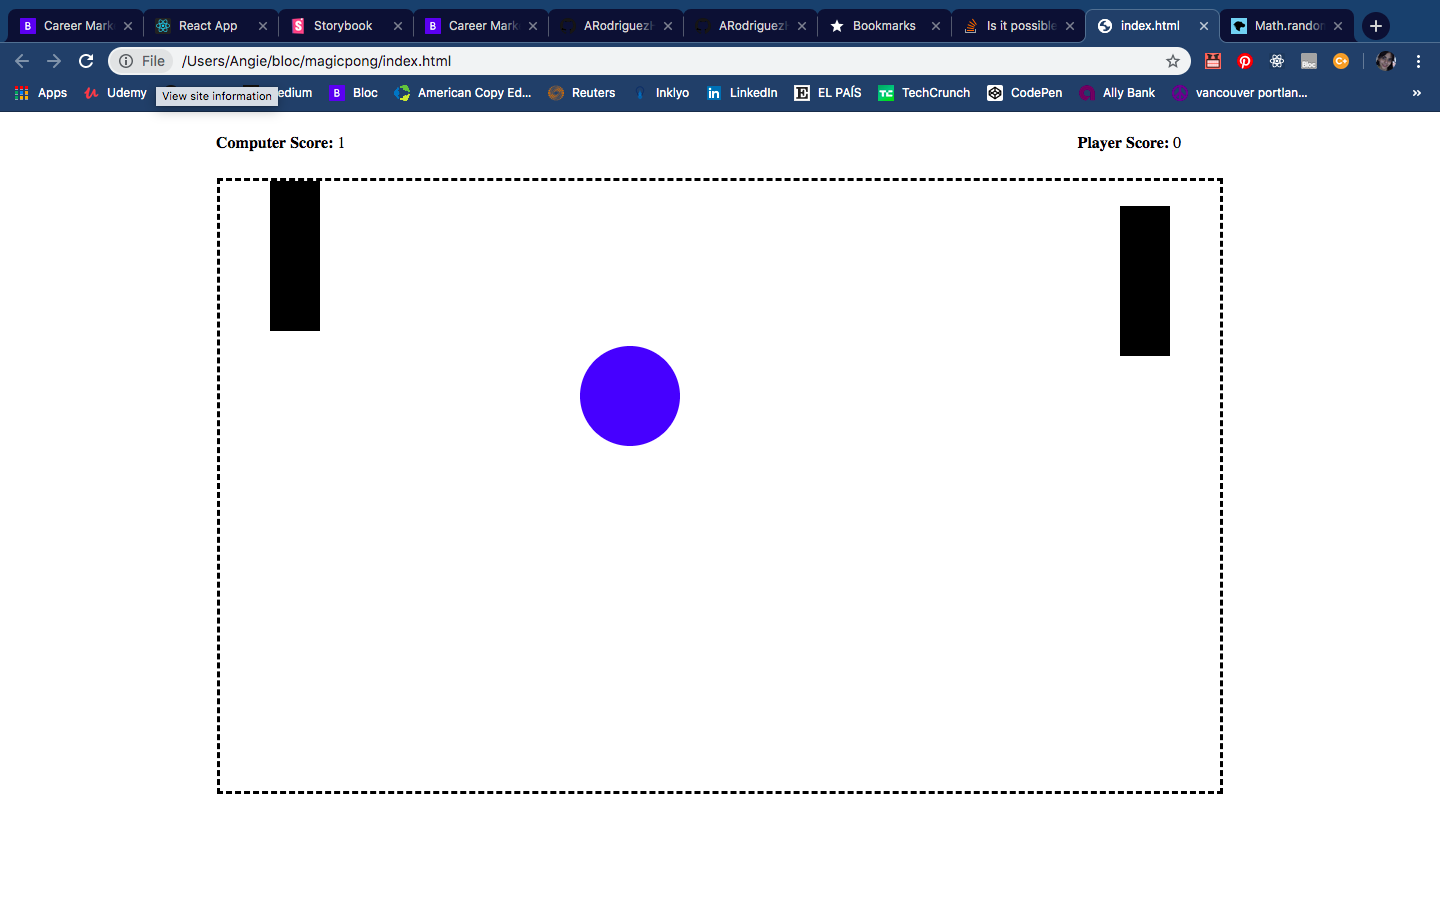 Career Mark
React App
Storybook
Career Mark
ARodriguez
ARodriguez
Bookmarks
Is it possible
index.html
Math.random
File /Users/Angie/bloc/magicpong/index.html
Apps
Udemy
View site information
edium
Bloc
American Copy Ed...
Reuters
Inklyo
LinkedIn
EL PAÍS
TechCrunch
CodePen
Ally Bank
vancouver portlan...
»
Computer Score: 1
Player Score: 0